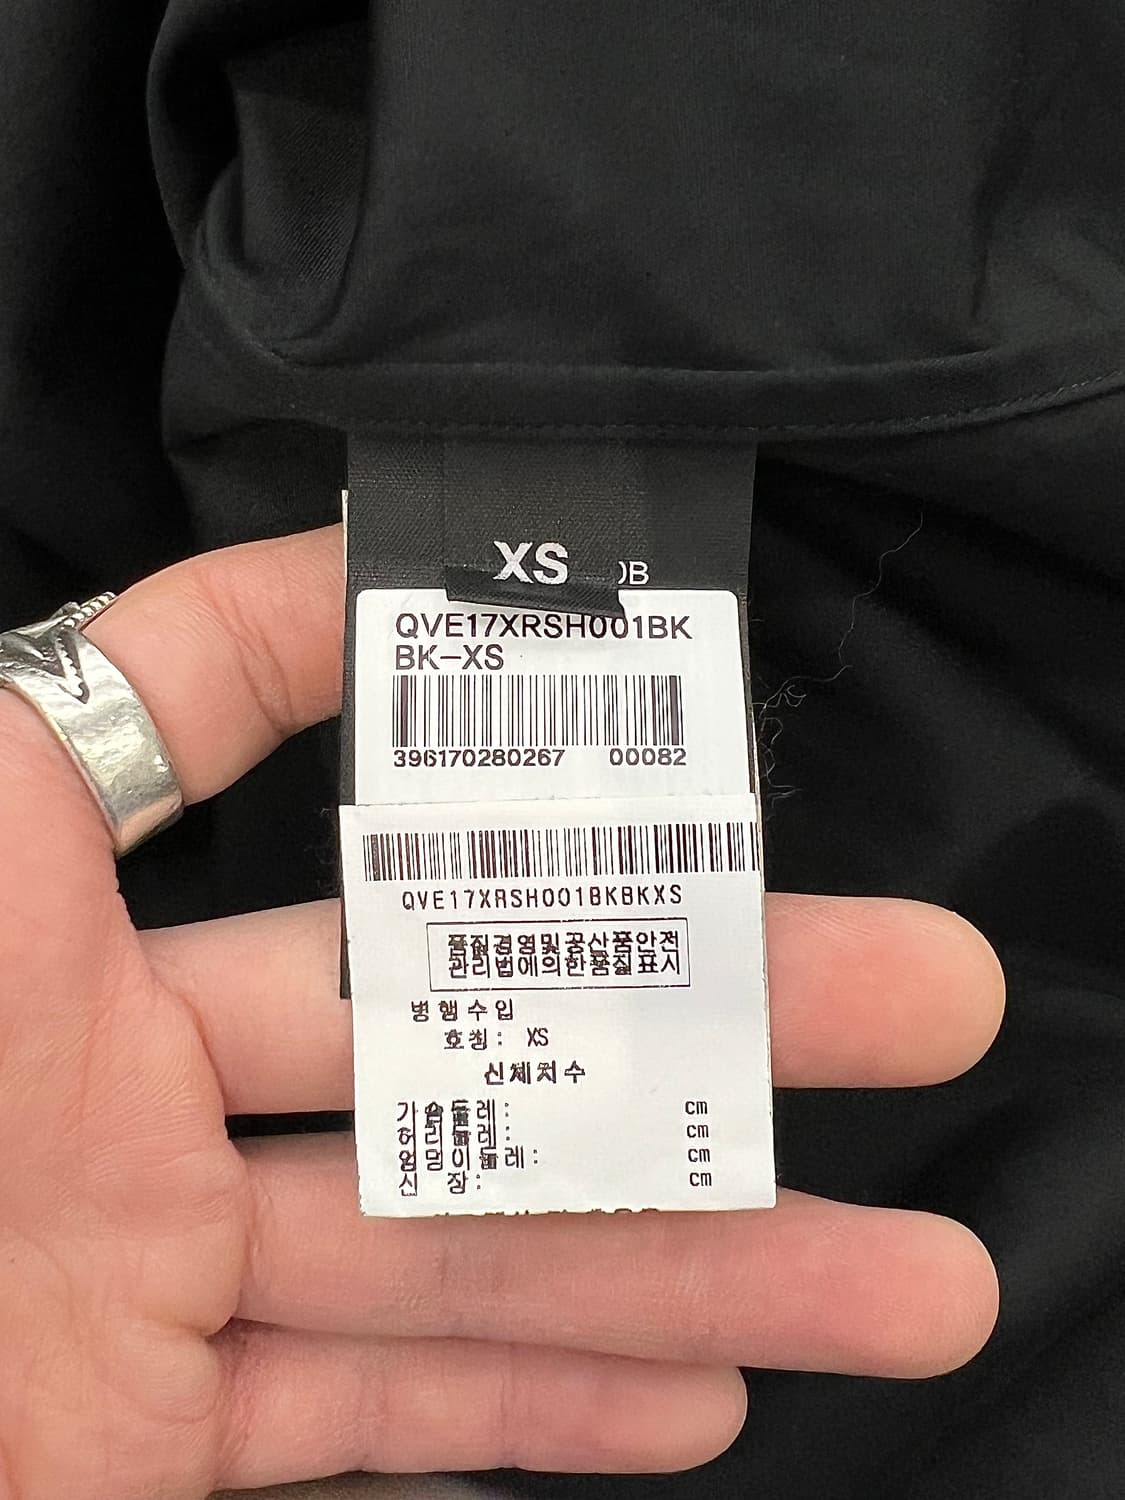 XS
OB
QVE17XRSH001BK
BK-XS
396170280267 00082
QVE17XRSH001BKBKXS
품질경영및공산품안전
관리법에의한품질표시
병행수입
호칭: XS
신체치수
가슴둘레: cm
허리둘레: cm
엉덩이둘레: cm
신 장: cm